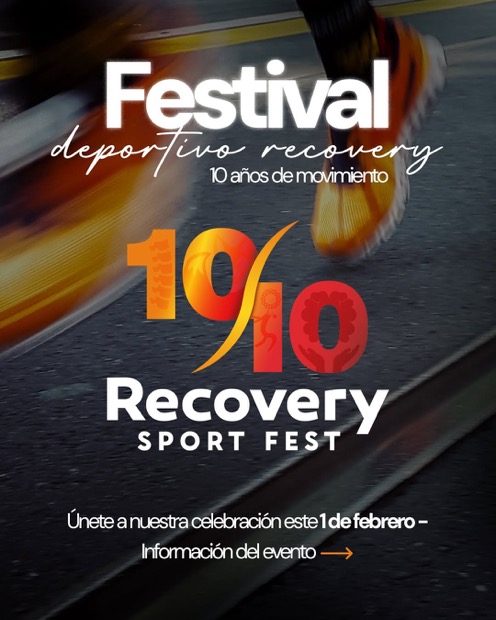 Festival
deportivo recovery
10 años de movimiento
10/10
Recovery
SPORT FEST
Únete a nuestra celebración este 1 de febrero –
Información del evento →